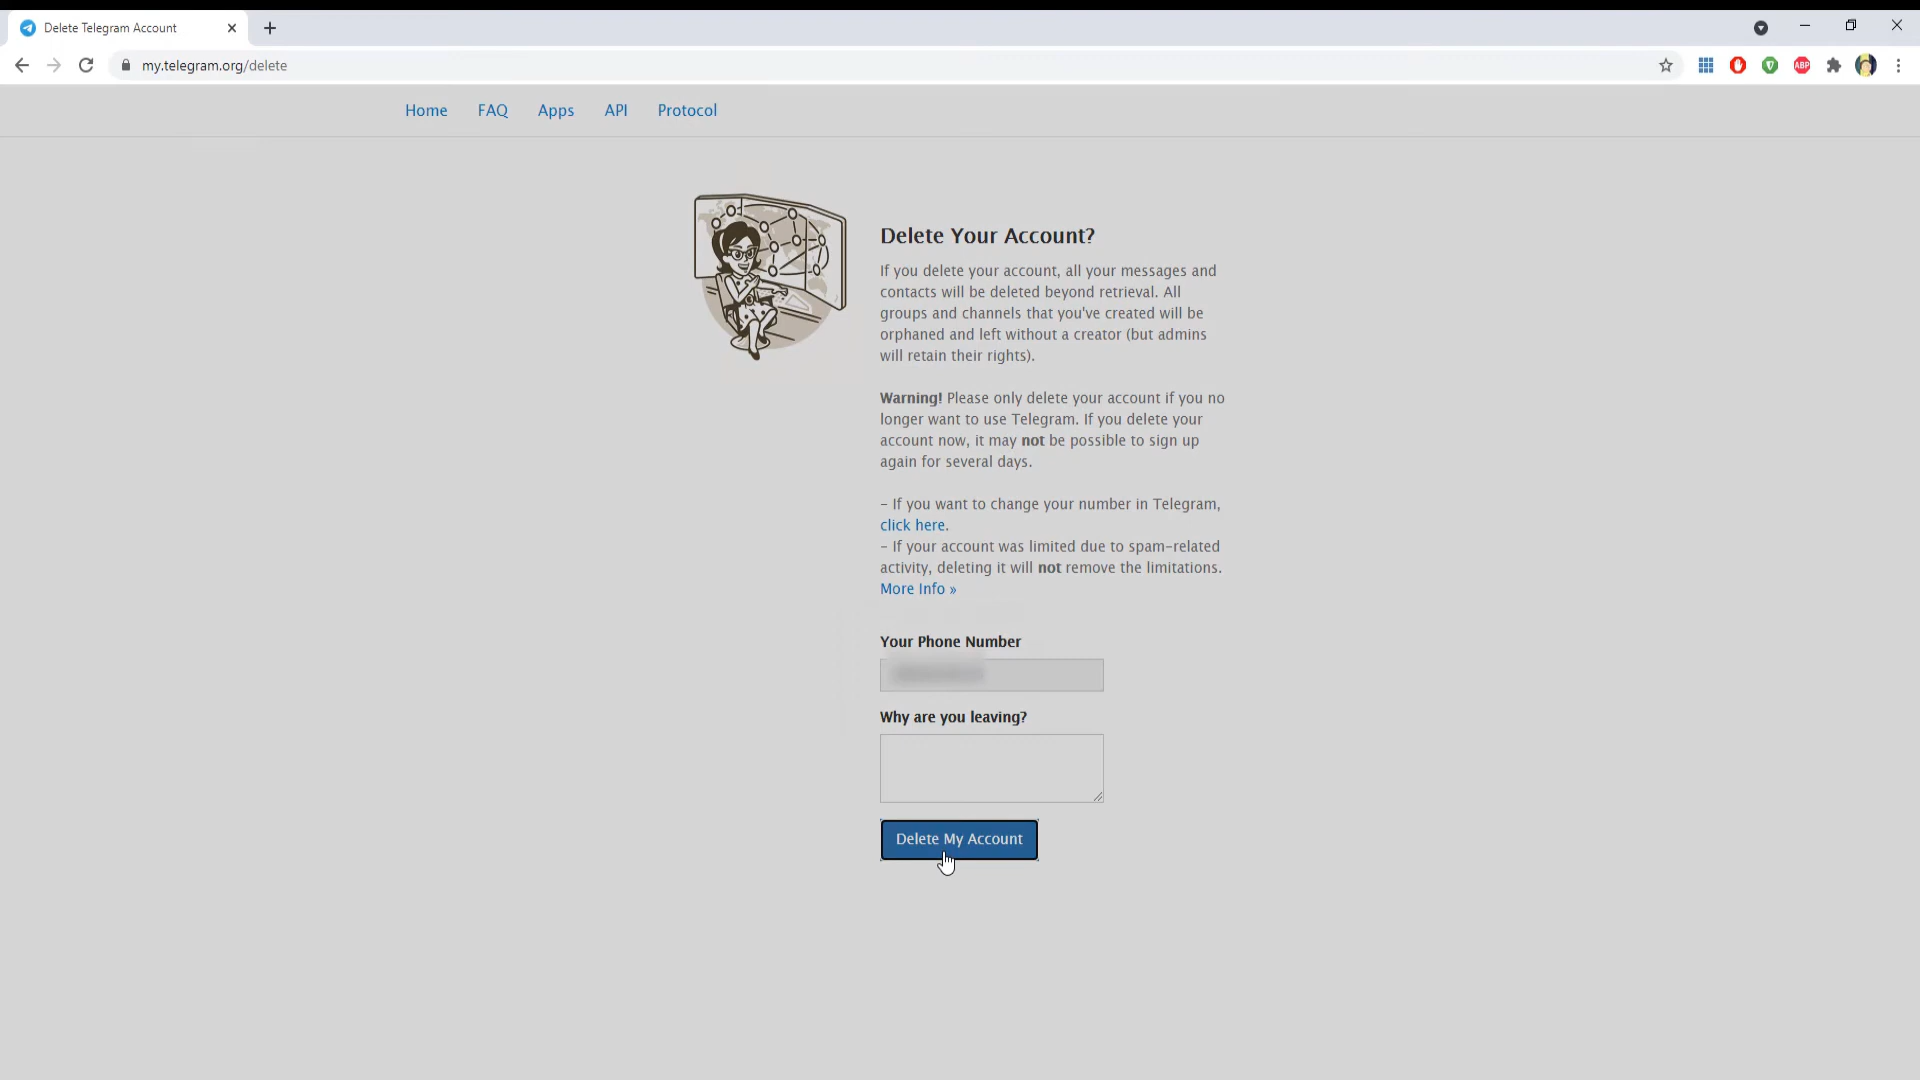 Delete Telegram Account
my.telegram.org/delete
ABP
Home FAQ Apps API Protocol
Delete Your Account?
If you delete your account, all your messages and
contacts will be deleted beyond retrieval. All
groups and channels that you've created will be
orphaned and left without a creator (but admins
will retain their rights).
Warning! Please only delete your account if you no
longer want to use Telegram. If you delete your
account now, it may not be possible to sign up
again for several days.
- If you want to change your number in Telegram,
click here.
- If your account was limited due to spam-related
activity, deleting it will not remove the limitations.
More Info »
Your Phone Number
Why are you leaving?
Delete My Account